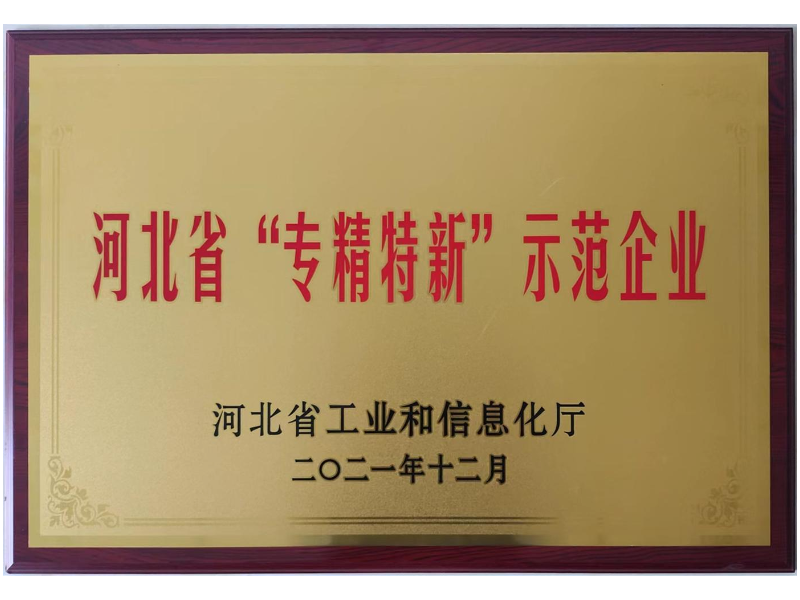 河北省“专精特新”示范企业
河北省工业和信息化厅
二〇二一年十二月